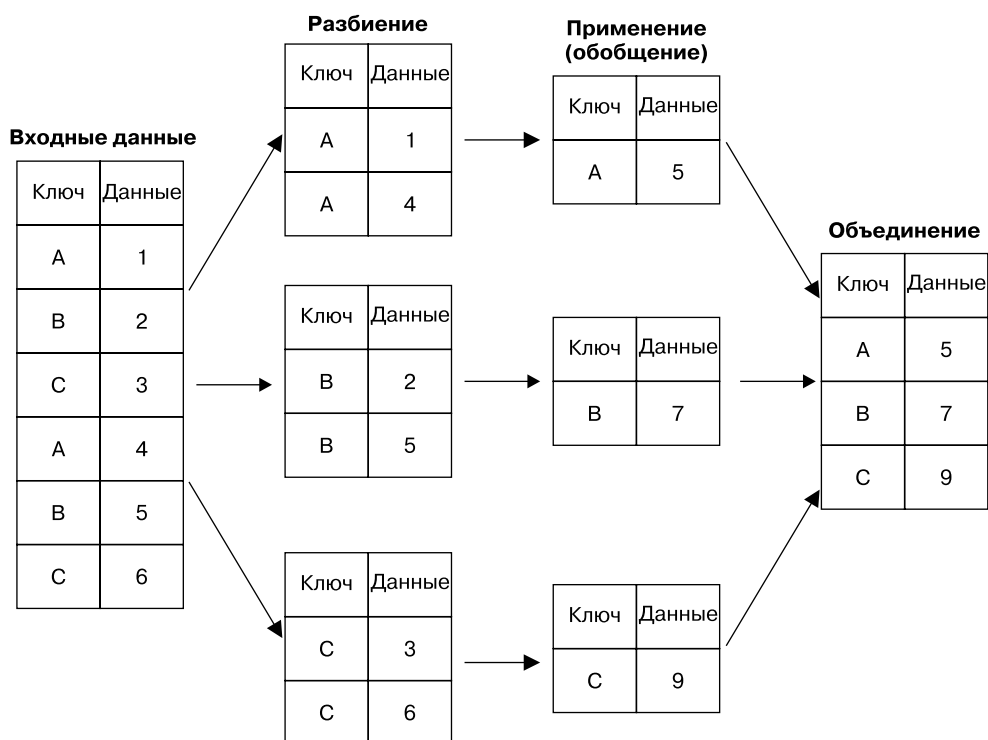 Входные данные
Ключ Данные
A 1
B 2
C 3
A 4
B 5
C 6
Разбиение
Ключ Данные
A 1
A 4
Ключ Данные
B 2
B 5
Ключ Данные
C 3
C 6
Применение
(обобщение)
Ключ Данные
A 5
Ключ Данные
B 7
Ключ Данные
C 9
Объединение
Ключ Данные
A 5
B 7
C 9